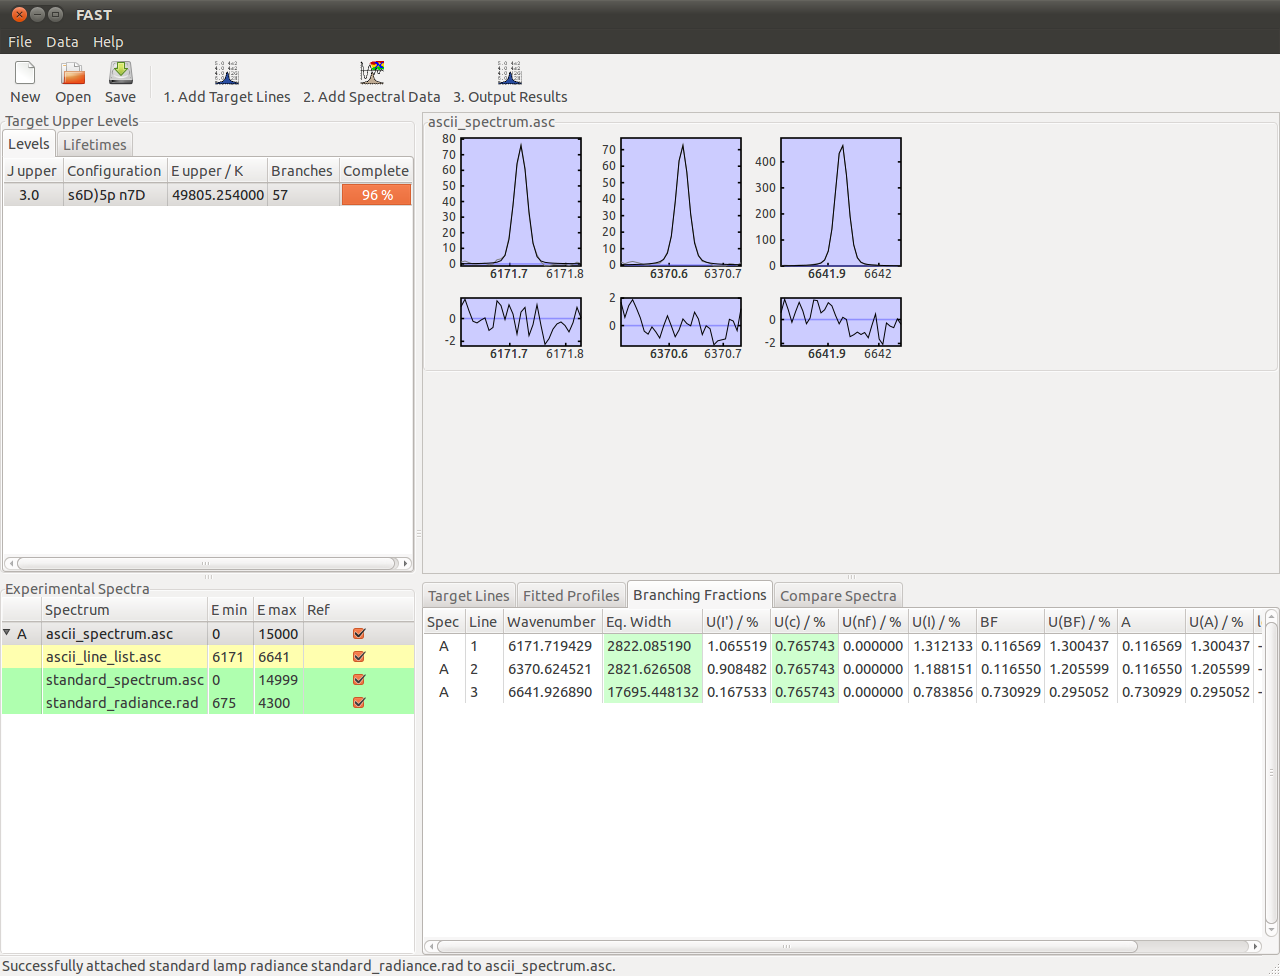 FAST
File Data Help
New Open Save 1. Add Target Lines 2. Add Spectral Data 3. Output Results
Target Upper Levels
Levels Lifetimes
J upper Configuration E upper / K Branches Complete
3.0 s6D)5p n7D 49805.254000 57 96 %
ascii_spectrum.asc
80
70
60
50
40
30
20
10
0
6171.7 6171.8
70
60
50
40
30
20
10
0
6370.6 6370.7
400
300
200
100
0
6641.9 6642
0
-2
6171.7 6171.8
2
0
6370.6 6370.7
0
-2
6641.9 6642
Experimental Spectra
Spectrum E min E max Ref
A ascii_spectrum.asc 0 15000
ascii_line_list.asc 6171 6641
standard_spectrum.asc 0 14999
standard_radiance.rad 675 4300
Target Lines Fitted Profiles Branching Fractions Compare Spectra
Spec Line Wavenumber Eq. Width U(I') / % U(c) / % U(nf) / % U(I) / % BF U(BF) / % A U(A) / %
A 1 6171.719429 2822.085190 1.065519 0.765743 0.000000 1.312133 0.116569 1.300437 0.116569 1.300437 -
A 2 6370.624521 2821.626508 0.908482 0.765743 0.000000 1.188151 0.116550 1.205599 0.116550 1.205599 -
A 3 6641.926890 17695.448132 0.167533 0.765743 0.000000 0.783856 0.730929 0.295052 0.730929 0.295052 -
Successfully attached standard lamp radiance standard_radiance.rad to ascii_spectrum.asc.